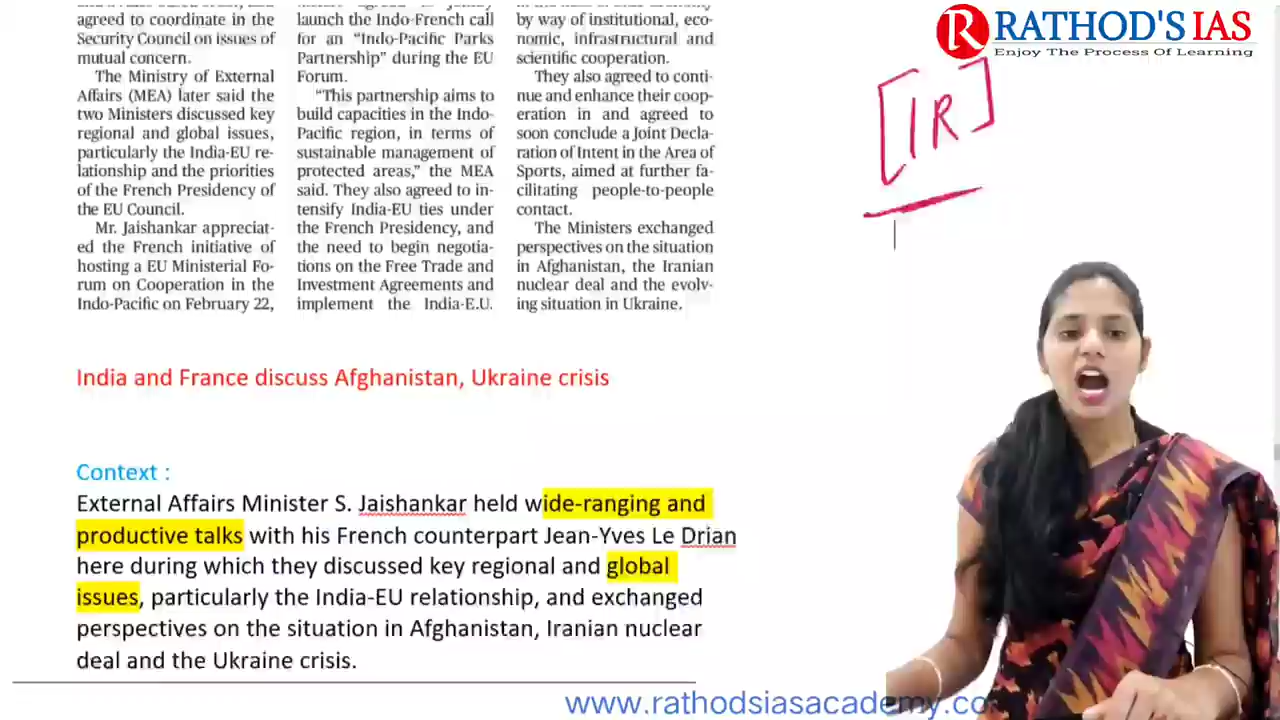 agreed to coordinate in the
Security Council on issues of
mutual concern.
The Ministry of External
Affairs (MEA) later said the
two Ministers discussed key
regional and global issues,
particularly the India-EU re-
lationship and the priorities
of the French Presidency of
the EU Council.
Mr. Jaishankar appreciat-
ed the French initiative of
hosting a EU Ministerial Fo-
rum on Cooperation in the
Indo-Pacific on February 22,
launch the Indo-French call
for an “Indo-Pacific Parks
Partnership” during the EU
Forum.
“This partnership aims to
build capacities in the Indo-
Pacific region, in terms of
sustainable management of
protected areas,” the MEA
said. They also agreed to in-
tensify India-EU ties under
the French Presidency, and
the need to begin negotia-
tions on the Free Trade and
Investment Agreements and
implement the India-E.U.
by way of institutional, eco-
nomic, infrastructural and
scientific cooperation.
They also agreed to conti-
nue and enhance their coop-
eration in and agreed to
soon conclude a Joint Decla-
ration of Intent in the Area of
Sports, aimed at further fa-
cilitating people-to-people
contact.
The Ministers exchanged
perspectives on the situation
in Afghanistan, the Iranian
nuclear deal and the evolv-
ing situation in Ukraine.
R RATHOD'S IAS
Enjoy The Process Of Learning
[IR]
India and France discuss Afghanistan, Ukraine crisis
Context :
External Affairs Minister S. Jaishankar held wide-ranging and
productive talks with his French counterpart Jean-Yves Le Drian
here during which they discussed key regional and global
issues, particularly the India-EU relationship, and exchanged
perspectives on the situation in Afghanistan, Iranian nuclear
deal and the Ukraine crisis.
www.rathodsiasacademy.co